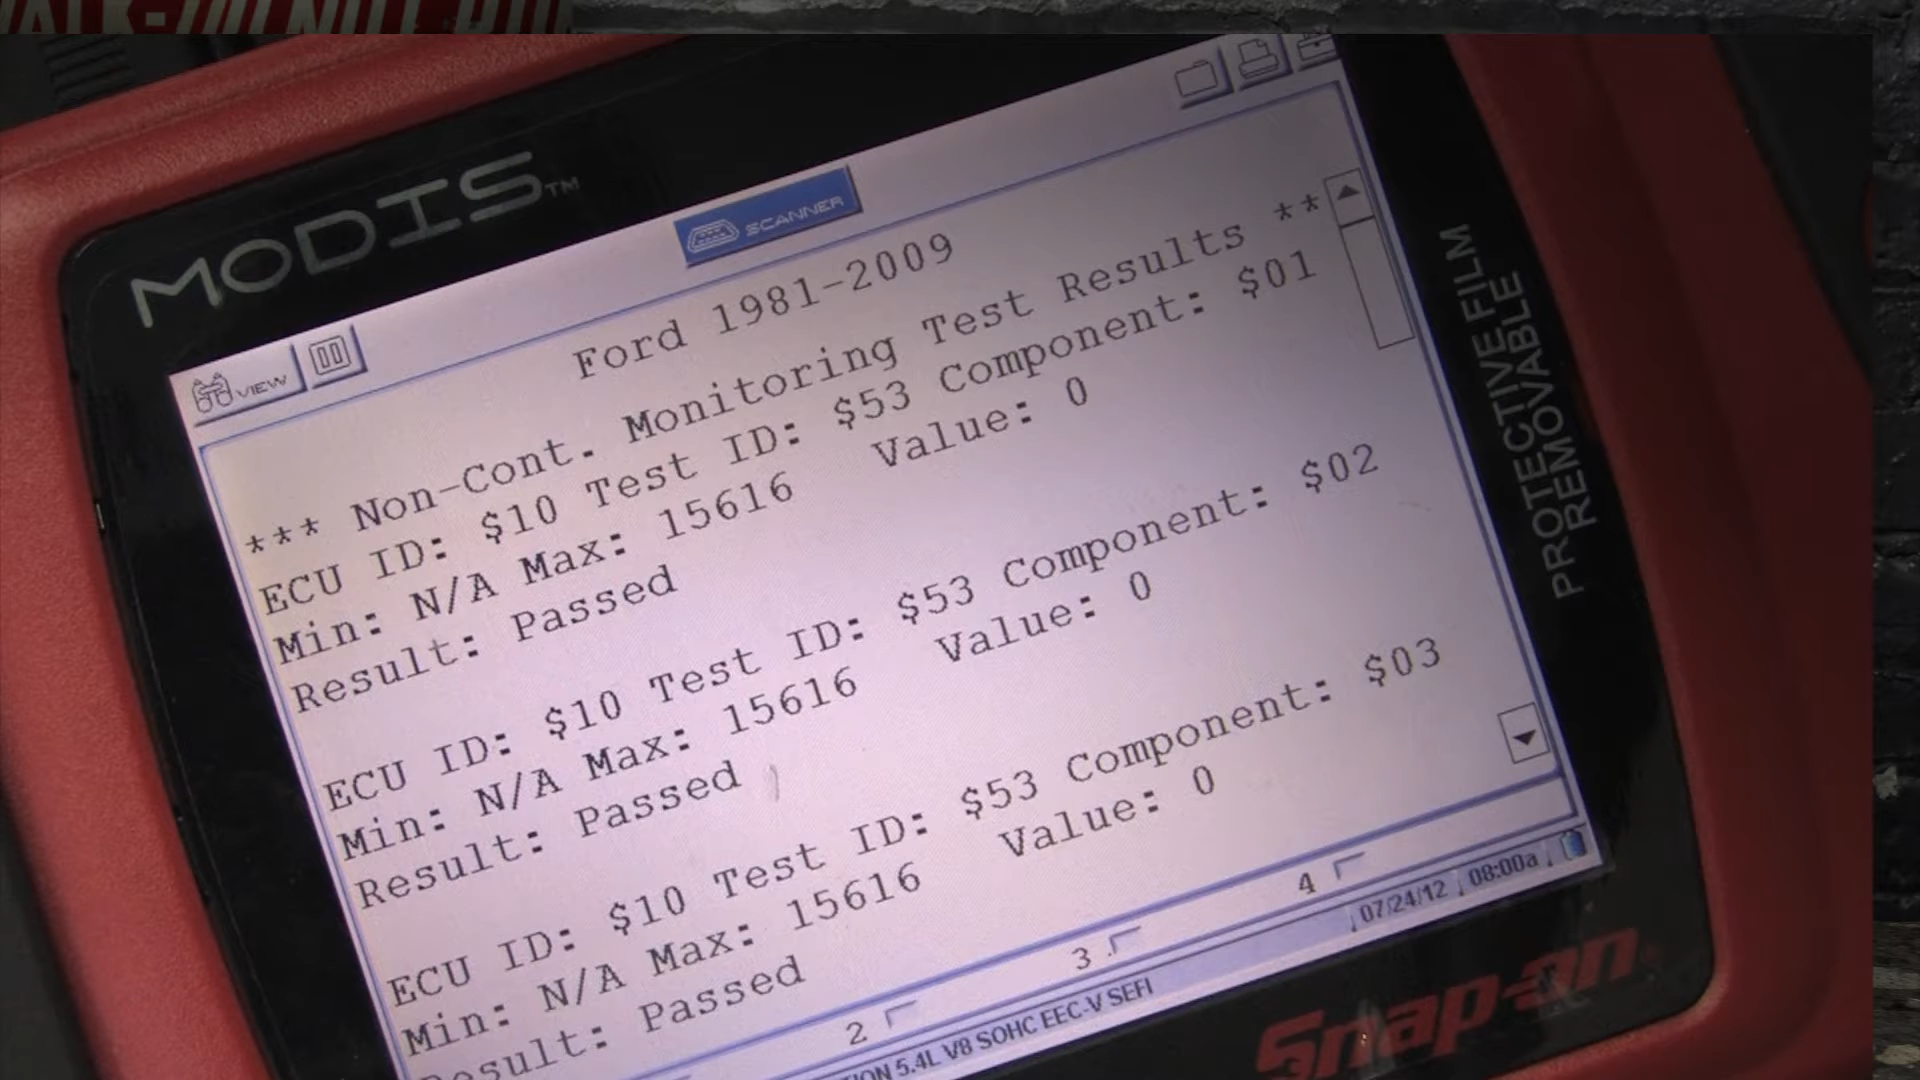 MODIS™
SCANNER
VIEW
Ford 1981-2009
*** Non-Cont. Monitoring Test Results **
ECU ID: $10 Test ID: $53 Component: $01
Min: N/A Max: 15616 Value: 0
Result: Passed
ECU ID: $10 Test ID: $53 Component: $02
Min: N/A Max: 15616 Value: 0
Result: Passed
ECU ID: $10 Test ID: $53 Component: $03
Min: N/A Max: 15616 Value: 0
Result: Passed
2 3 4
5.4L V8 SOHC EEC-V SEFI
07/24/12 08:00a
Snap-on
PROTECTIVE FILM
REMOVABLE